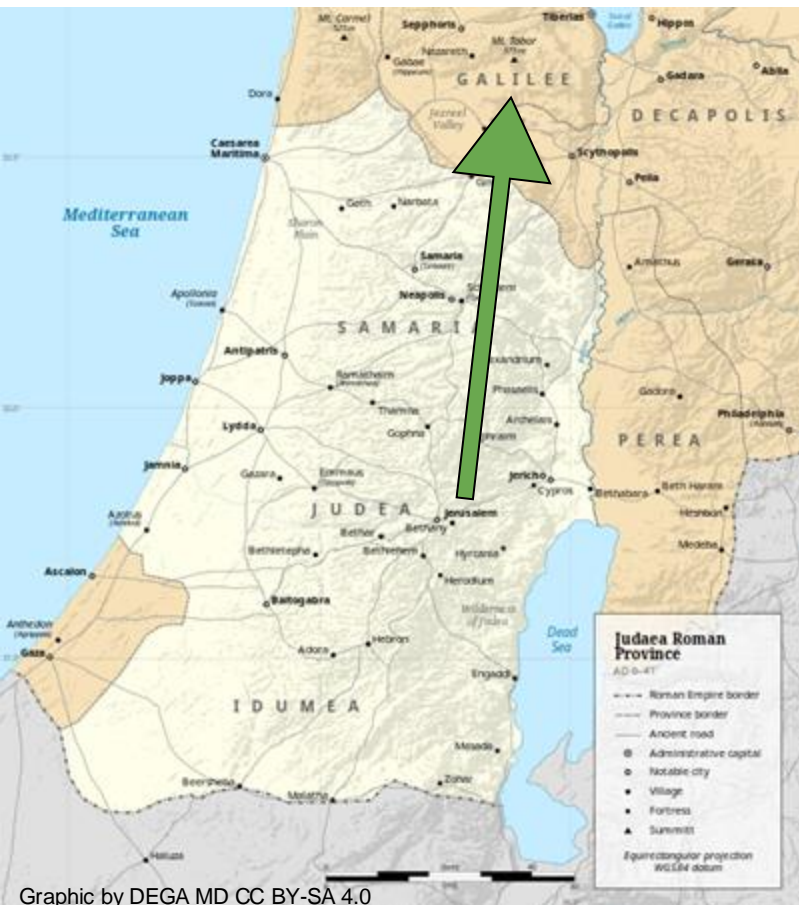 Mt. Carmel
Sepphoris
Tiberias
Hippos
Nazareth
Mt. Tabor
Gabae
GALILEE
Gadara
Abila
Dora
Jezreel
Valley
DECAPOLIS
Caesarea
Maritima
Scythopolis
Pella
Mediterranean
Sea
Geth
Narbata
Sharon
Plain
Samaria
Amathus
Gerasa
Apollonia
Neapolis
SAMARI
Antipatris
Joppa
Ramathaim
Thamna
Phasaelis
Gadora
Archelais
Philadelphia
Lydda
Gophna
PEREA
Jamnia
Gazara
Emmaus
Jericho
Cypros
Bethabara
Beth Haram
JUDEA
Jerusalem
Azotus
Bethar
Bethany
Bethletepha
Bethlehem
Hyrcania
Medeba
Ascalon
Herodium
Baitogabra
Wilderness
of Judea
Anthedon
Gaza
Adora
Hebron
Dead
Sea
Engaddi
IDUMEA
Masada
Beersheba
Malatha
Zohar
Haluza
Judaea Roman
Province
AD 6-41
Roman Empire border
Province border
Ancient road
Administrative capital
Notable city
Village
Fortress
Summit
Equirectangular projection
WGS84 datum
Graphic by DEGA MD CC BY-SA 4.0